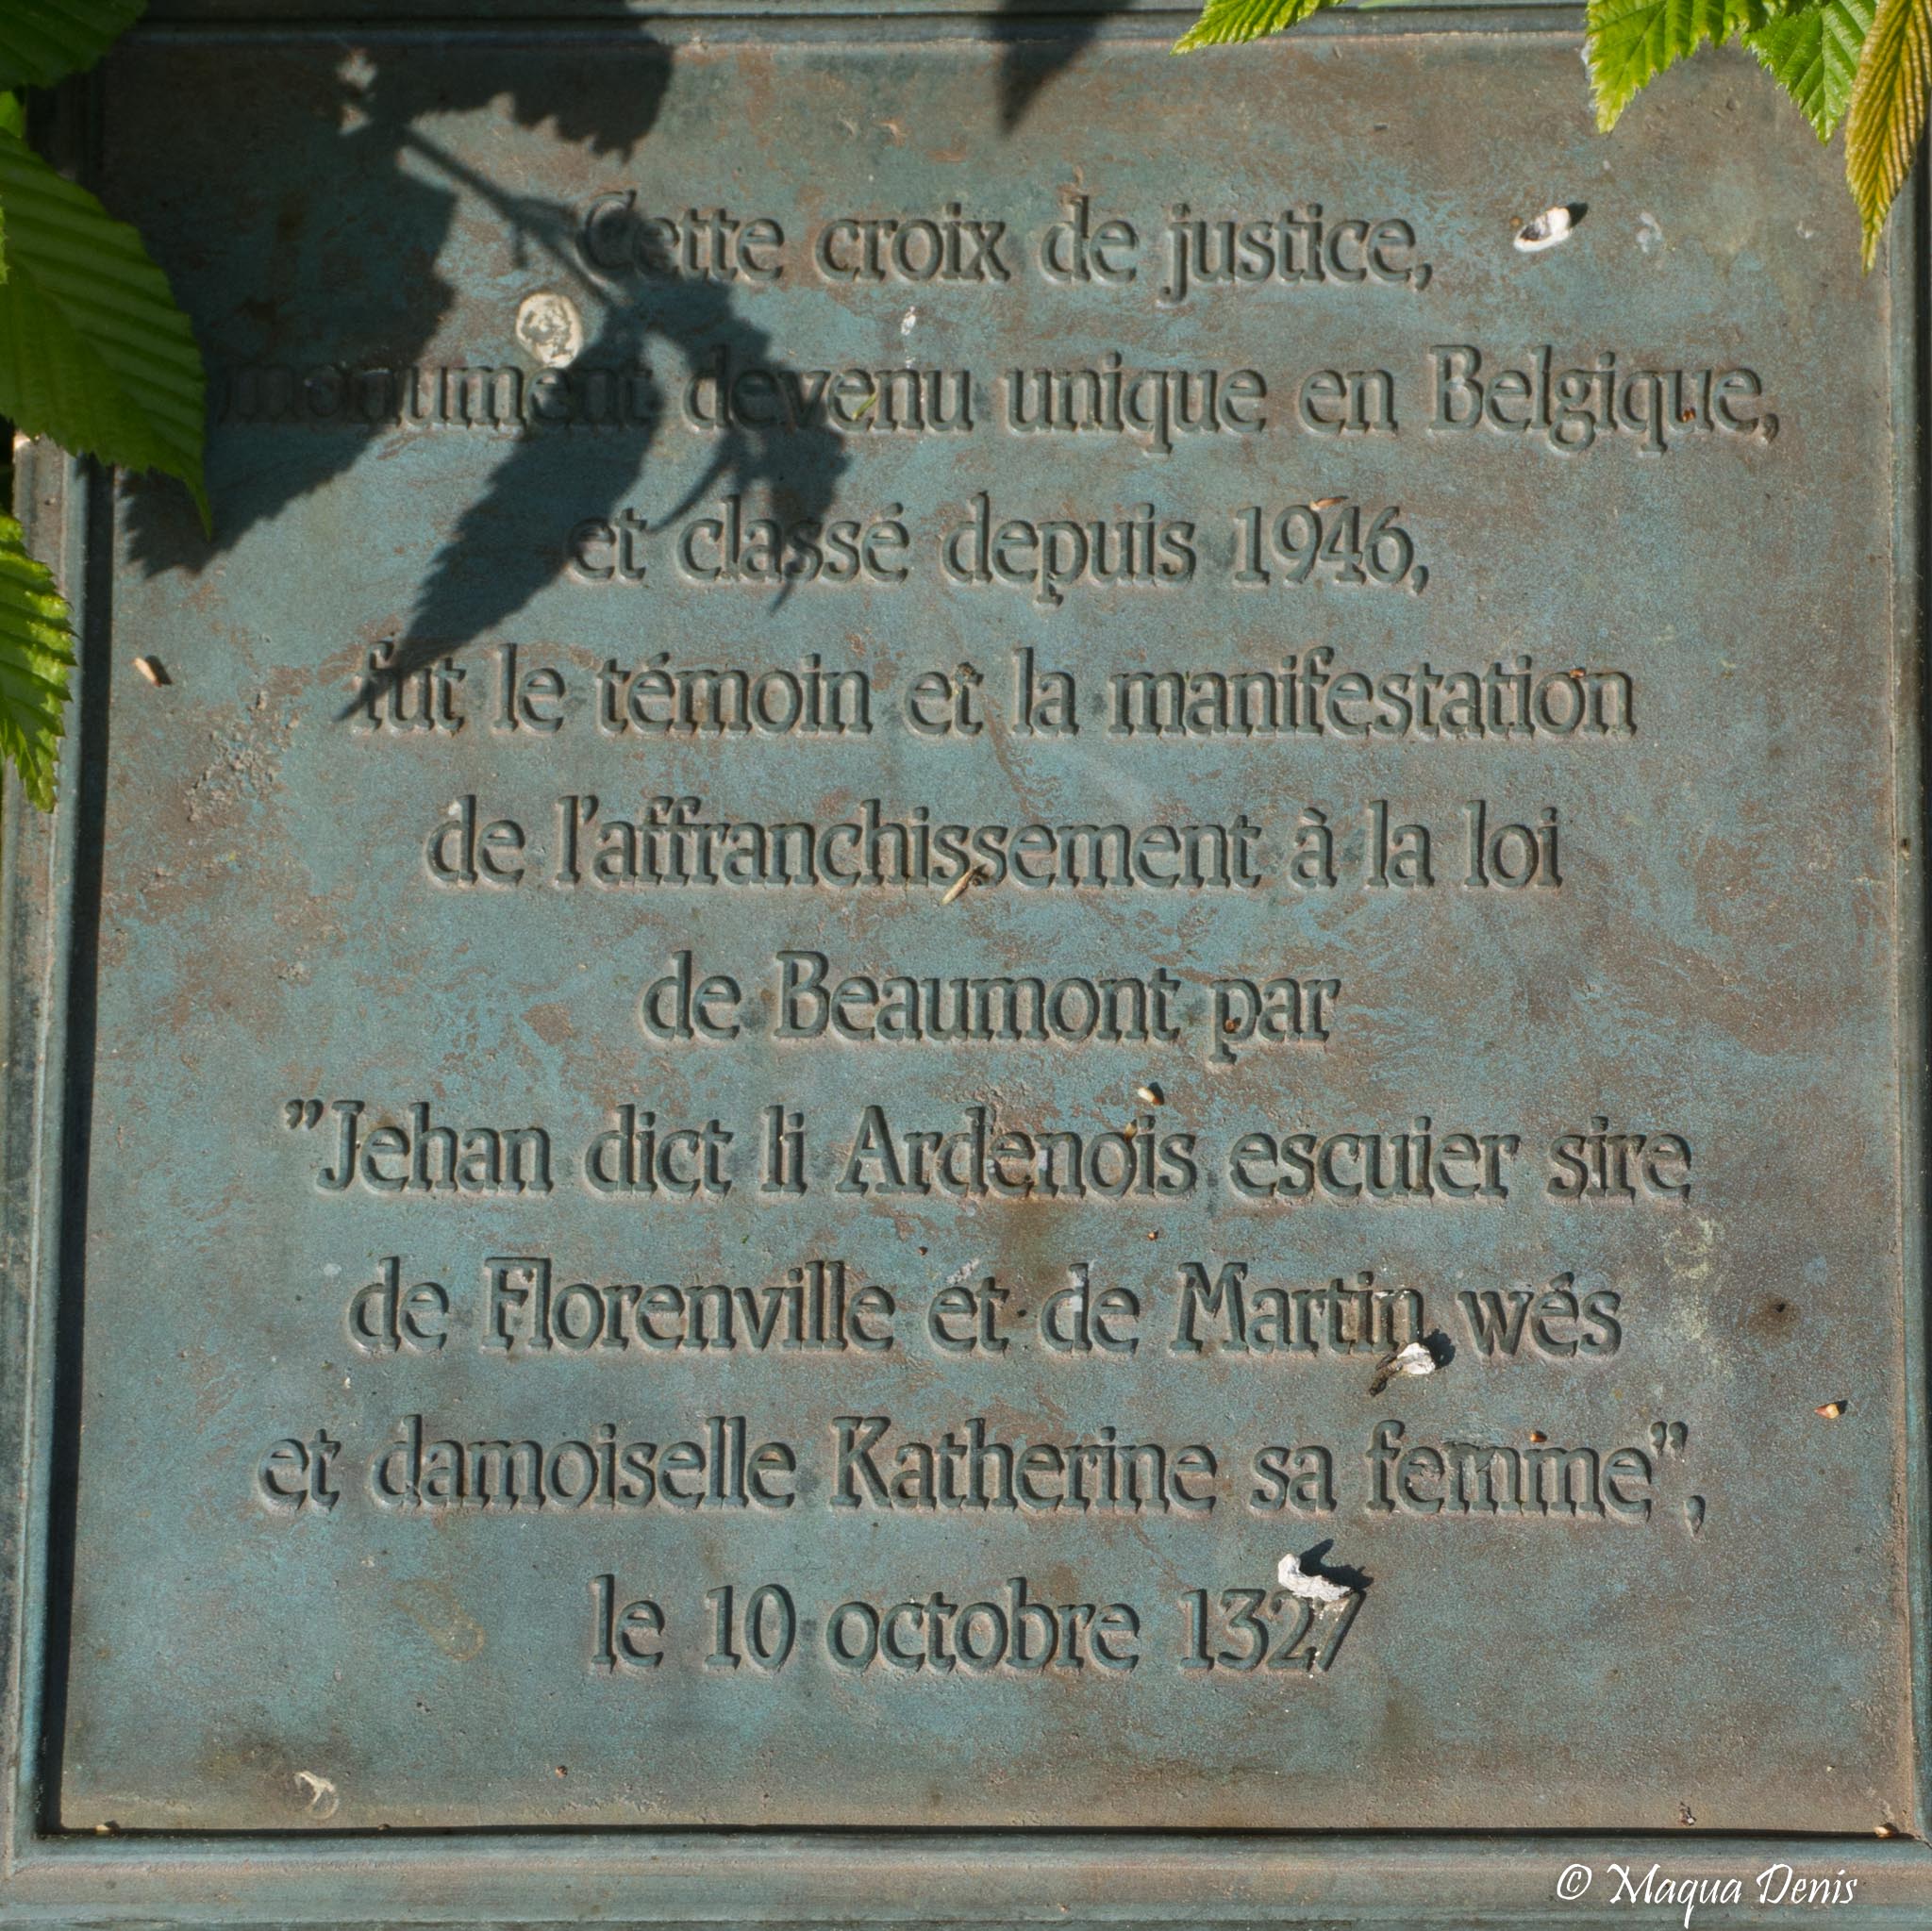 Cette croix de justice,
monument devenu unique en Belgique,
et classé depuis 1946,
fut le témoin et la manifestation
de l'affranchissement à la loi
de Beaumont par
"Jehan dict li Ardenois escuier sire
de Florenville et de Martin wés
et damoiselle Katherine sa femme",
le 10 octobre 1327
© Maqua Denis